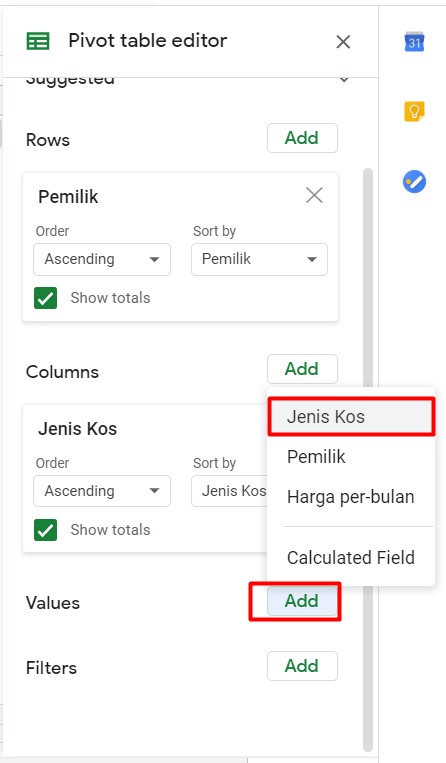 Pivot table editor
31
Suggested
Rows
Add
Pemilik
Order
Sort by
Ascending
Pemilik
Show totals
Columns
Add
Jenis Kos
Order
Sort by
Ascending
Jenis Kos
Show totals
Jenis Kos
Pemilik
Harga per-bulan
Calculated Field
Values
Add
Filters
Add